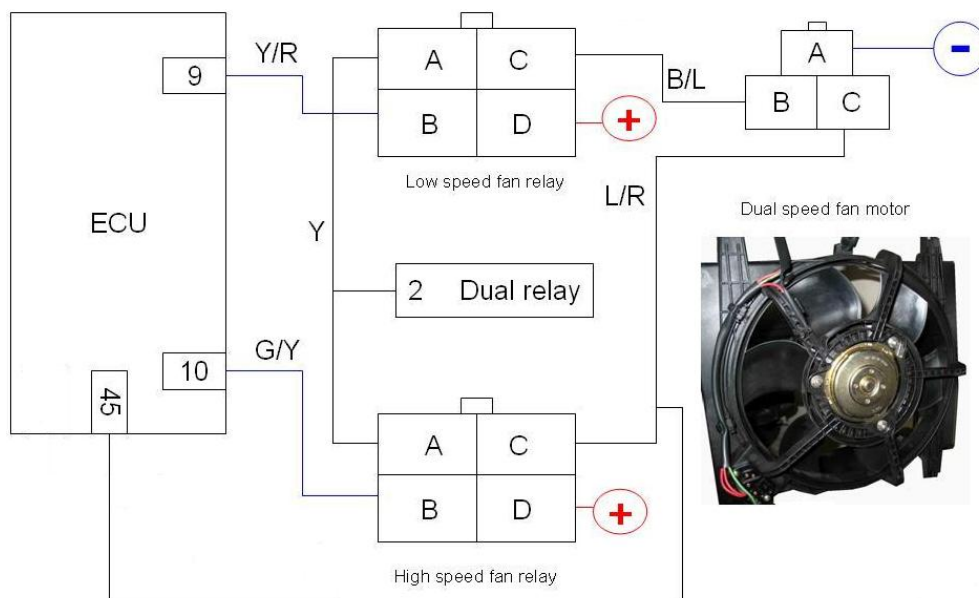 Y/R
A
C
A
−
9
B/L
B
C
B
D
+
Low speed fan relay
L/R
Dual speed fan motor
ECU
Y
2 Dual relay
G/Y
10
45
A
C
B
D
+
High speed fan relay